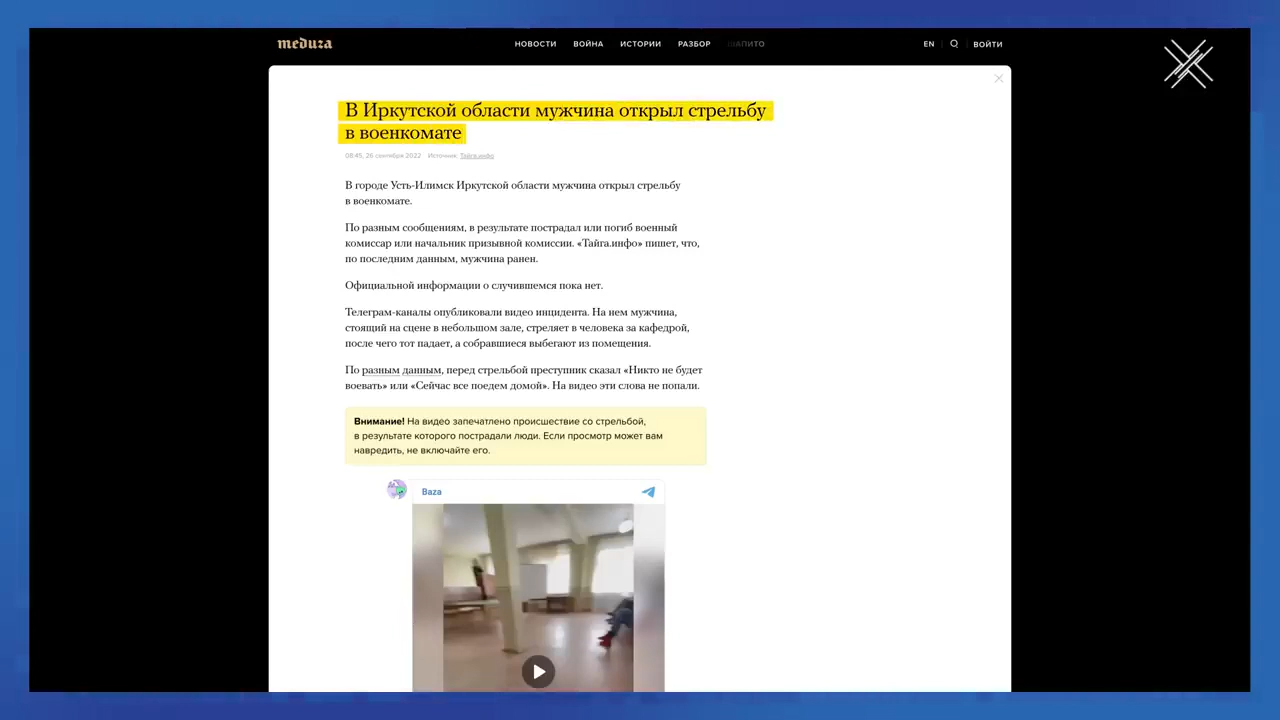 meduza
НОВОСТИ ВОЙНА ИСТОРИИ РАЗБОР ШАПИТО
EN
ВОЙТИ
В Иркутской области мужчина открыл стрельбу
в военкомате
08:45, 26 сентября 2022 Источник: Тайга.инфо
В городе Усть-Илимск Иркутской области мужчина открыл стрельбу
в военкомате.
По разным сообщениям, в результате пострадал или погиб военный
комиссар или начальник призывной комиссии. «Тайга.инфо» пишет, что,
по последним данным, мужчина ранен.
Официальной информации о случившемся пока нет.
Телеграм-каналы опубликовали видео инцидента. На нем мужчина,
стоящий на сцене в небольшом зале, стреляет в человека за кафедрой,
после чего тот падает, а собравшиеся выбегают из помещения.
По разным данным, перед стрельбой преступник сказал «Никто не будет
воевать» или «Сейчас все поедем домой». На видео эти слова не попали.
Внимание! На видео запечатлено происшествие со стрельбой,
в результате которого пострадали люди. Если просмотр может вам
навредить, не включайте его.
Baza